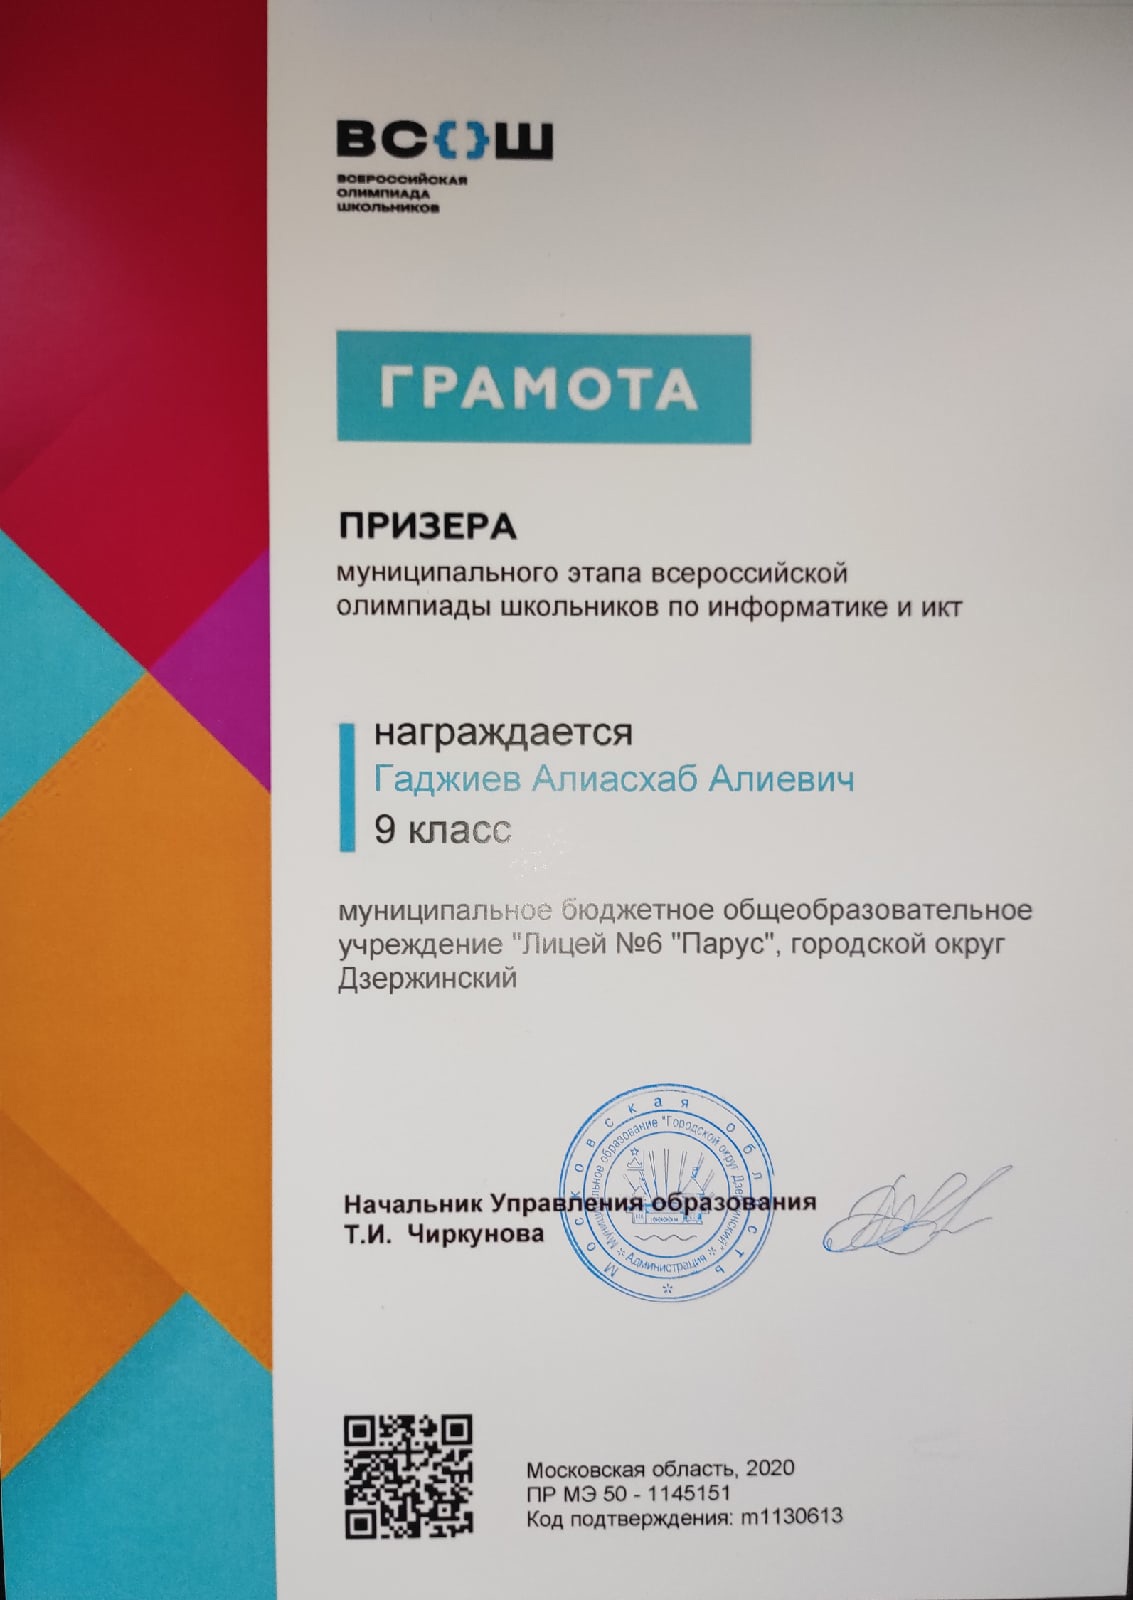 ВСОШ
ВСЕРОССИЙСКАЯ
ОЛИМПИАДА
ШКОЛЬНИКОВ
ГРАМОТА
ПРИЗЕРА
муниципального этапа всероссийской
олимпиады школьников по информатике и икт
награждается
Гаджиев Алиасхаб Алиевич
9 класс
муниципальное бюджетное общеобразовательное
учреждение "Лицей №6 "Парус", городской округ
Дзержинский
Московская область
Муниципальное образование "Городской округ Дзержинский"
Администрация
Начальник Управления образования
Т.И. Чиркунова
Московская область, 2020
ПР МЭ 50 - 1145151
Код подтверждения: m1130613